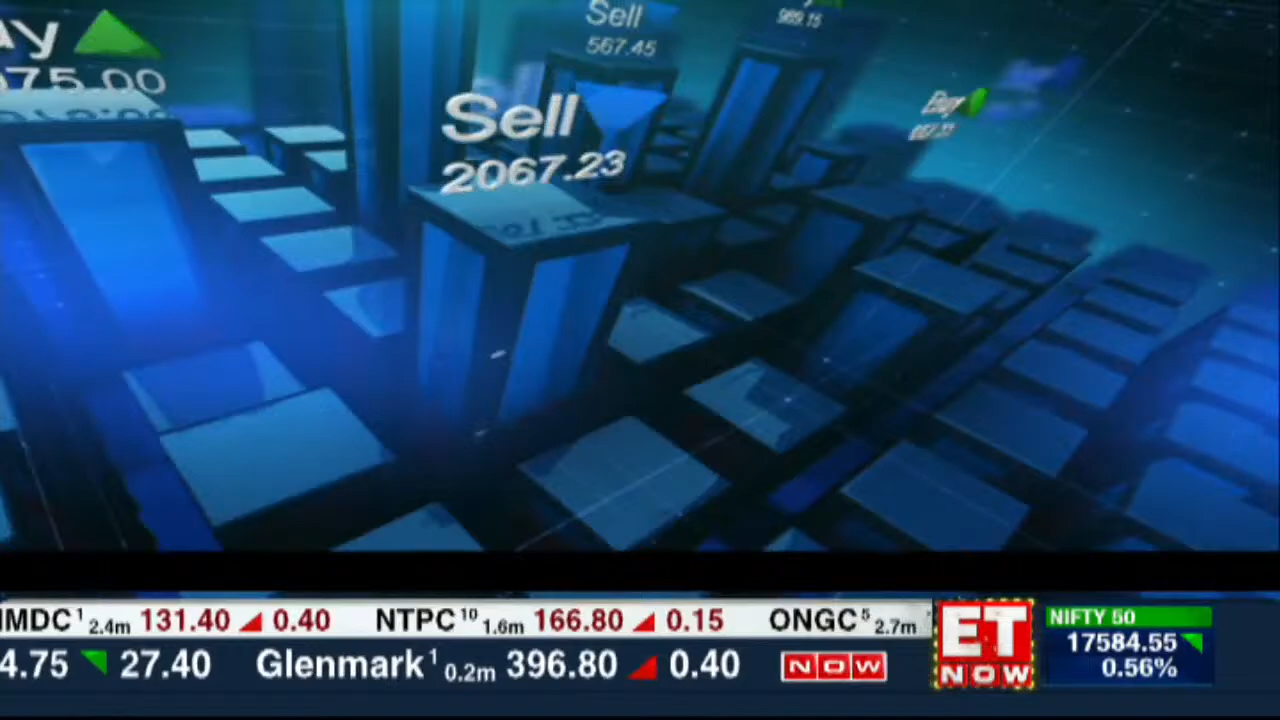 Sell
567.45
989.15
Buy
Sell
2067.23
075.00
NMDC 1 2.4m 131.40 0.40 NTPC 10 1.6m 166.80 0.15 ONGC 5 2.7m
4.75 27.40 Glenmark 1 0.2m 396.80 0.40 NOW
ET
NOW
NIFTY 50
17584.55
0.56%